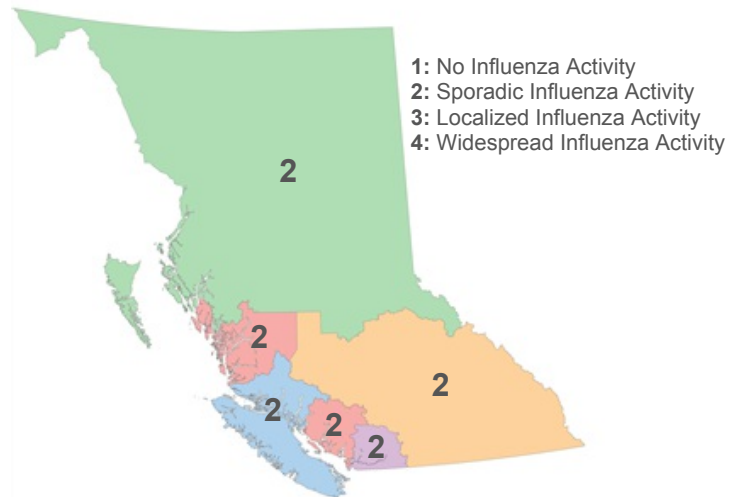 1: No Influenza Activity
2: Sporadic Influenza Activity
3: Localized Influenza Activity
4: Widespread Influenza Activity
2
2
2
2
2
2